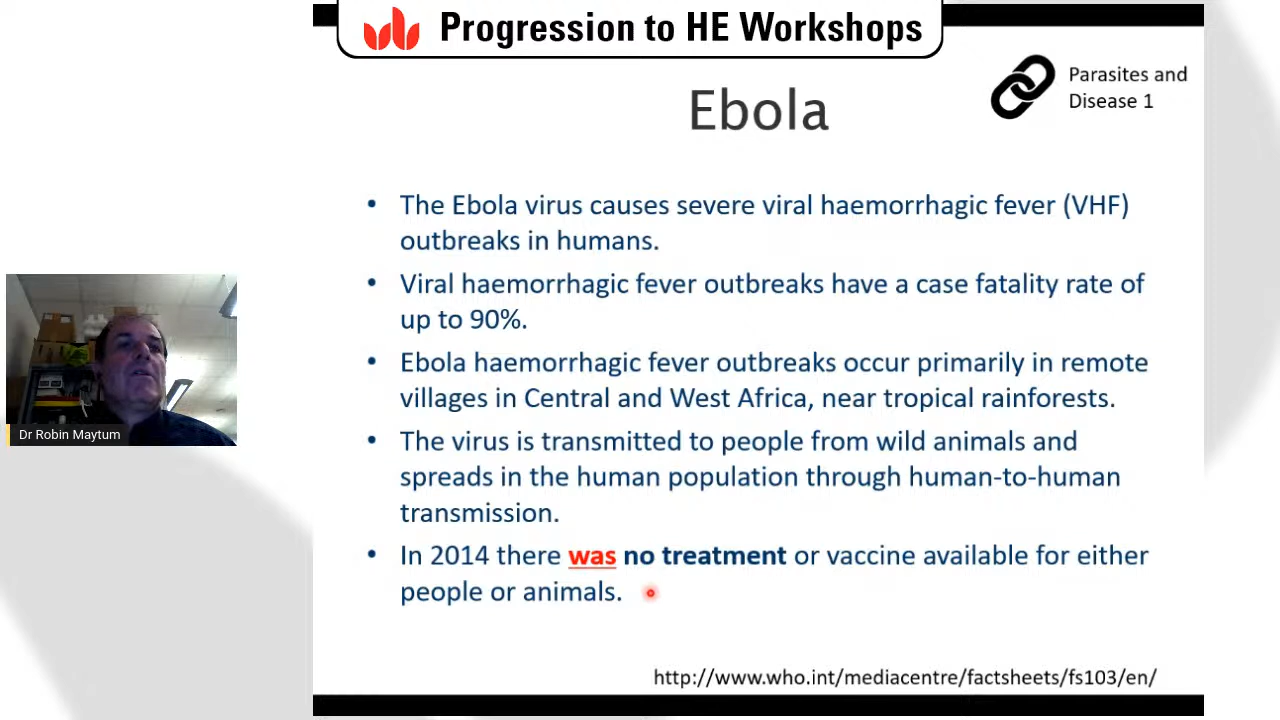 Progression to HE Workshops
Parasites and
Disease 1
Ebola
• The Ebola virus causes severe viral haemorrhagic fever (VHF)
outbreaks in humans.
• Viral haemorrhagic fever outbreaks have a case fatality rate of
up to 90%.
• Ebola haemorrhagic fever outbreaks occur primarily in remote
villages in Central and West Africa, near tropical rainforests.
• The virus is transmitted to people from wild animals and
spreads in the human population through human-to-human
transmission.
• In 2014 there was no treatment or vaccine available for either
people or animals.
http://www.who.int/mediacentre/factsheets/fs103/en/
Dr Robin Maytum